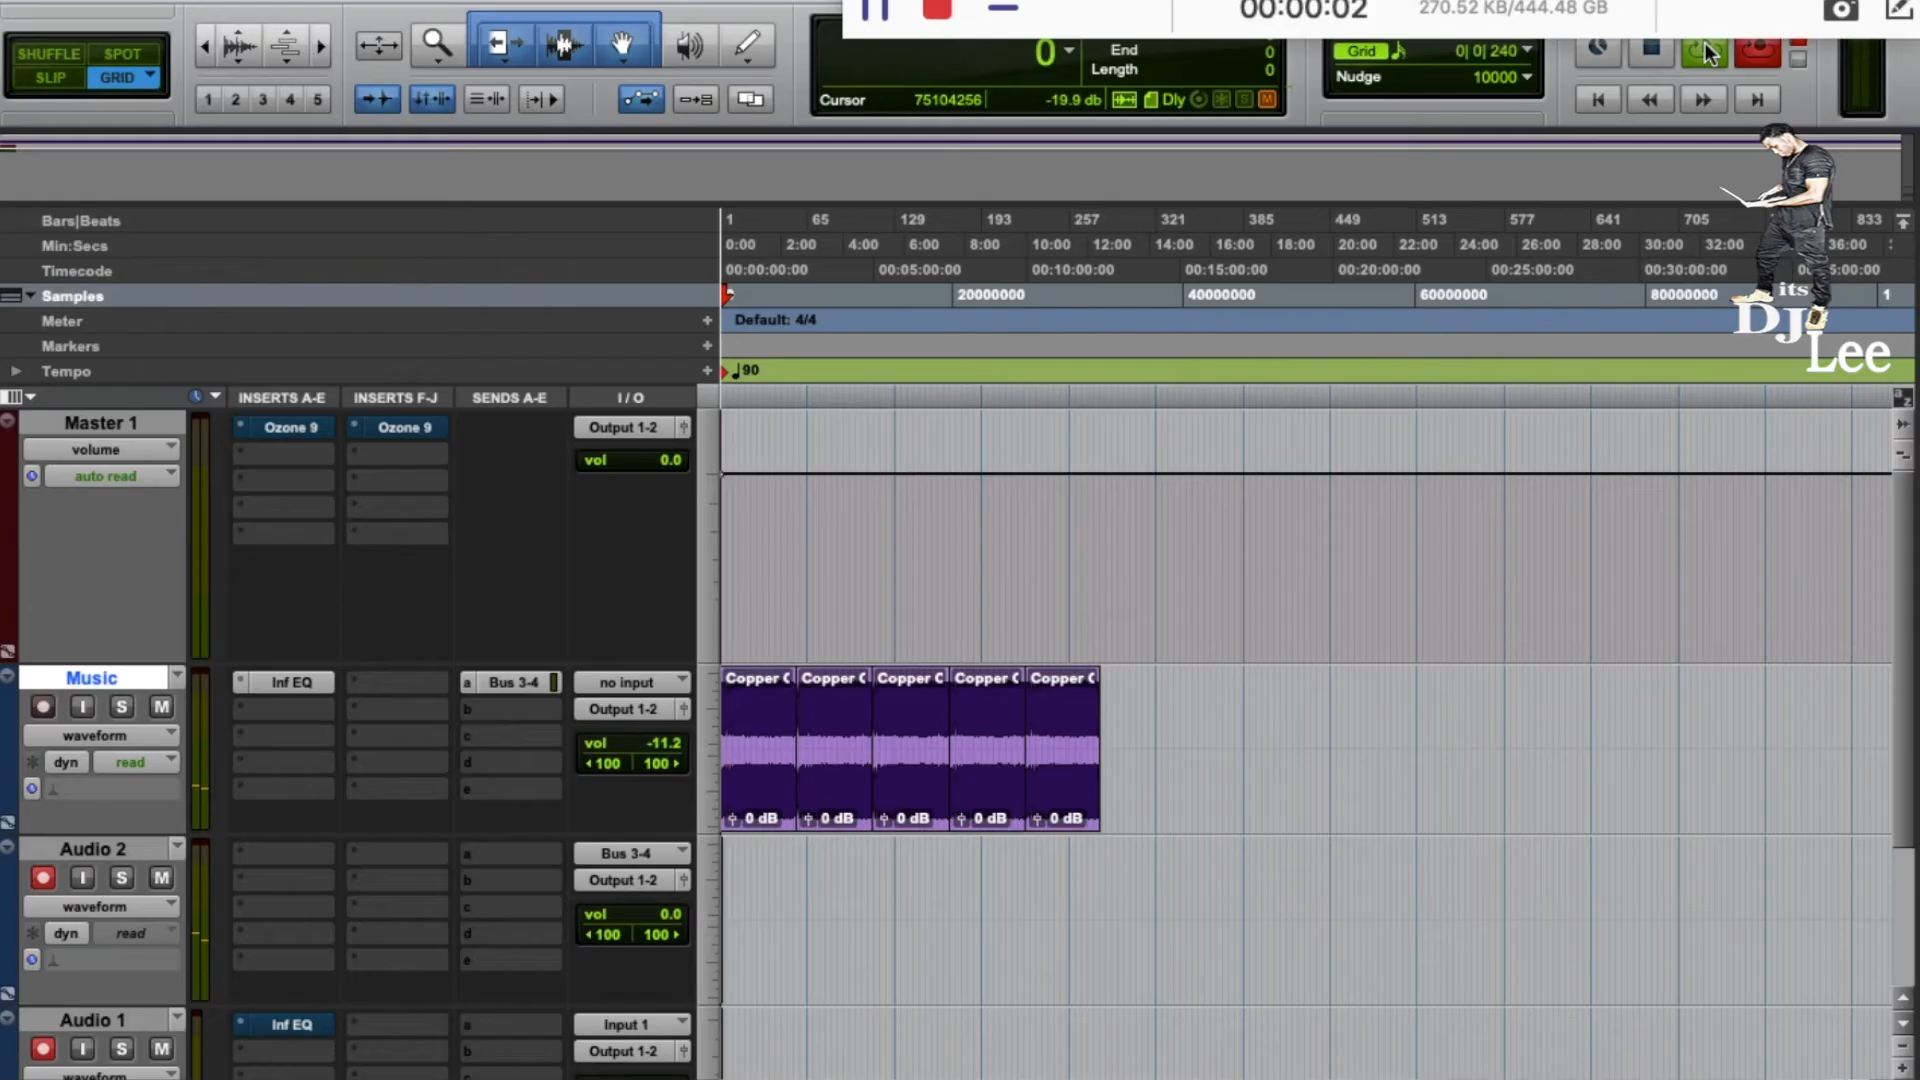 00:00:02
270.52 KB/444.48 GB
SHUFFLE SPOT
SLIP GRID
1 2 3 4 5
0
End 0
Length 0
Cursor 75104256 -19.9 db Dly S M
Grid 0| 0| 240
Nudge 10000
Bars|Beats 1 65 129 193 257 321 385 449 513 577 641 705 833
Min:Secs 0:00 2:00 4:00 6:00 8:00 10:00 12:00 14:00 16:00 18:00 20:00 22:00 24:00 26:00 28:00 30:00 32:00 36:00
Timecode 00:00:00:00 00:05:00:00 00:10:00:00 00:15:00:00 00:20:00:00 00:25:00:00 00:30:00:00
Samples 20000000 40000000 60000000 80000000 1
Meter + Default: 4/4
Markers +
Tempo + 90
its
DJ
Lee
INSERTS A-E INSERTS F-J SENDS A-E I / O
a z
Master 1 Ozone 9 Ozone 9 Output 1-2
volume
vol 0.0
auto read
Music Inf EQ a Bus 3-4 no input
I S M b Output 1-2
waveform c vol -11.2
dyn read d 100 100
e
Copper Copper Copper Copper Copper
0 dB 0 dB 0 dB 0 dB 0 dB
Audio 2 a Bus 3-4
I S M b Output 1-2
waveform c vol 0.0
dyn read d 100 100
e
Audio 1 Inf EQ a Input 1
I S M b Output 1-2
waveform